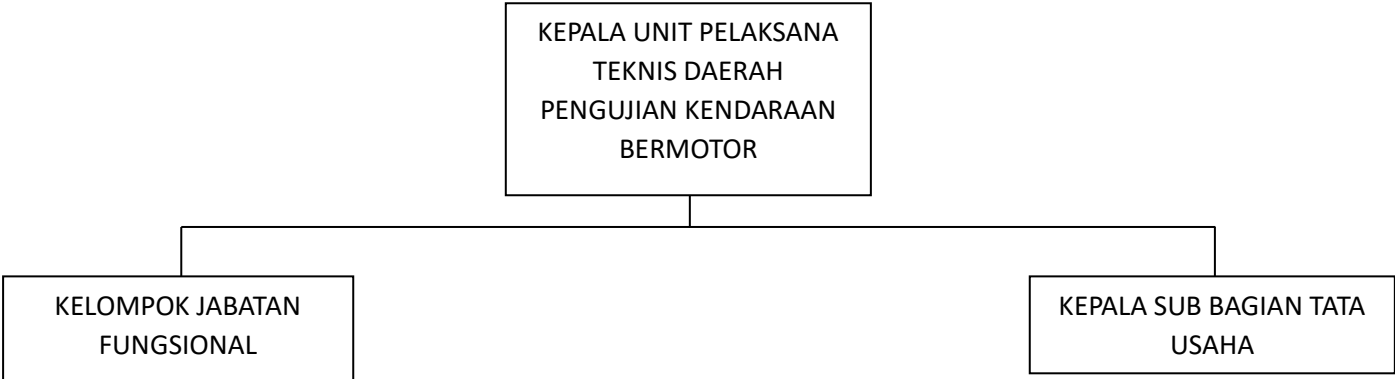 KEPALA UNIT PELAKSANA
TEKNIS DAERAH
PENGUJIAN KENDARAAN
BERMOTOR
KELOMPOK JABATAN
FUNGSIONAL
KEPALA SUB BAGIAN TATA
USAHA